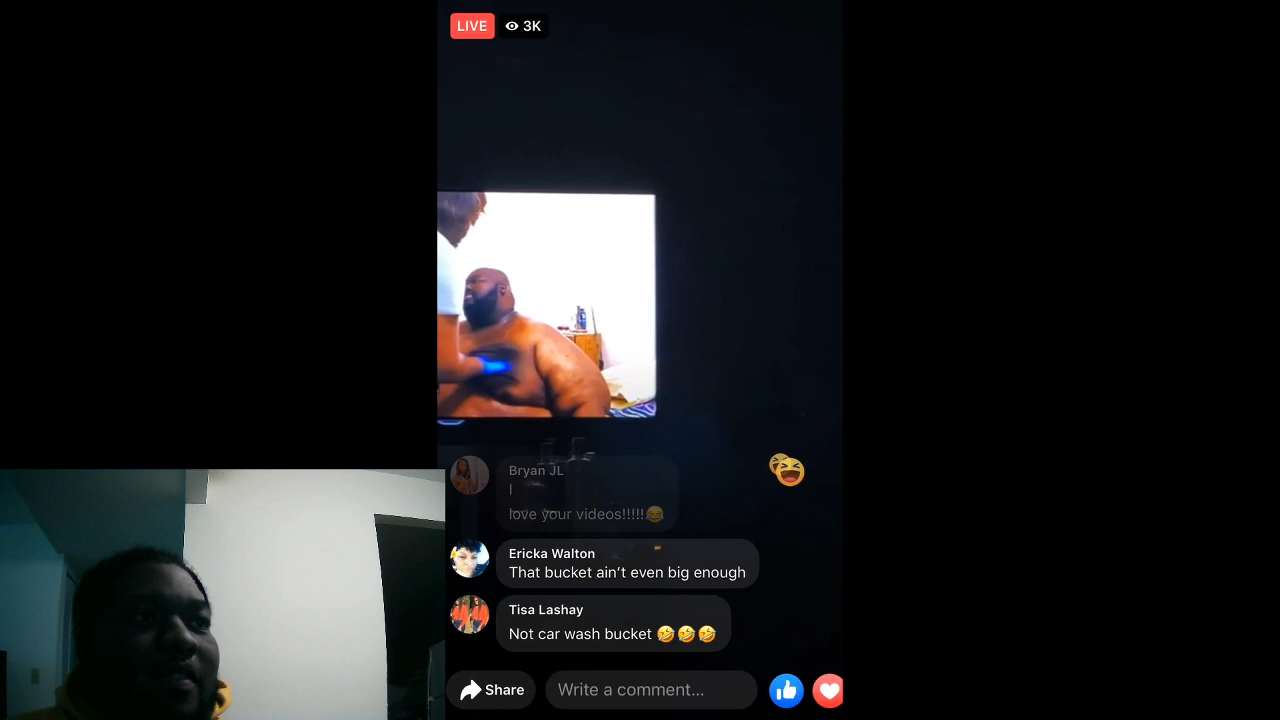 LIVE 3K
Bryan JL
I
love your videos!!!!!😂
Ericka Walton
That bucket ain't even big enough
Tisa Lashay
Not car wash bucket 🤣🤣🤣
Share Write a comment...